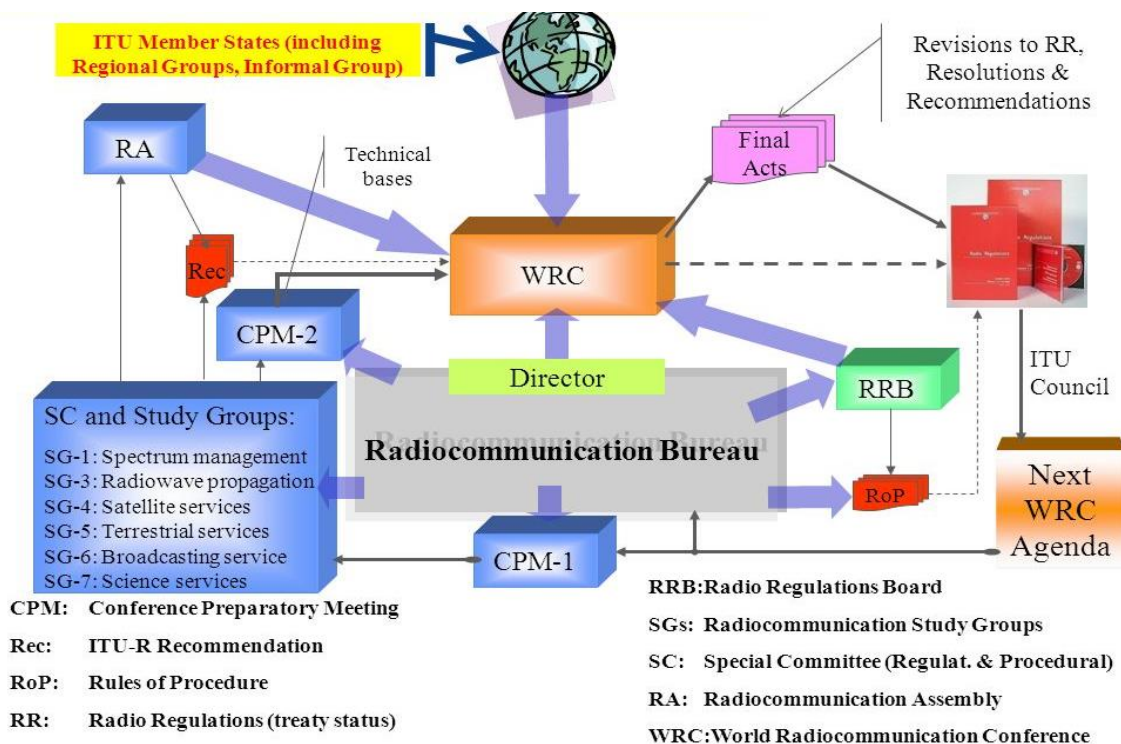 ITU Member States (including
Regional Groups, Informal Group)
Revisions to RR,
Resolutions &
Recommendations
RA
Technical
bases
Final
Acts
Rec
WRC
Radio Regulations
CPM-2
Director
RRB
ITU
Council
SC and Study Groups:
SG-1: Spectrum management
SG-3: Radiowave propagation
SG-4: Satellite services
SG-5: Terrestrial services
SG-6: Broadcasting service
SG-7: Science services
Radiocommunication Bureau
RoP
Next
WRC
Agenda
CPM-1
CPM: Conference Preparatory Meeting
Rec: ITU-R Recommendation
RoP: Rules of Procedure
RR: Radio Regulations (treaty status)
RRB:Radio Regulations Board
SGs: Radiocommunication Study Groups
SC: Special Committee (Regulat. & Procedural)
RA: Radiocommunication Assembly
WRC:World Radiocommunication Conference